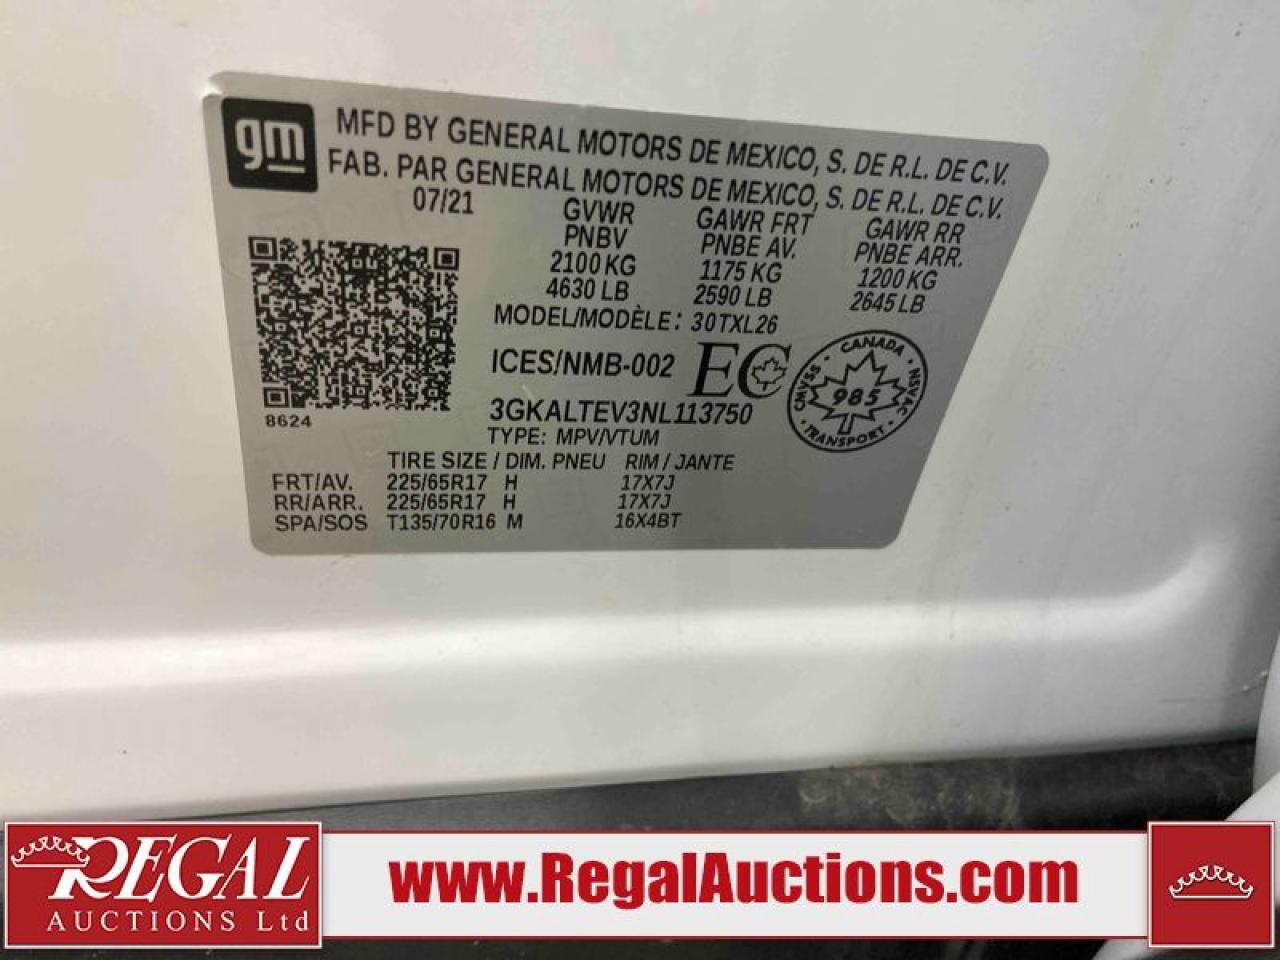 gm
MFD BY GENERAL MOTORS DE MEXICO, S. DE R.L. DE C.V.
FAB. PAR GENERAL MOTORS DE MEXICO, S. DE R.L. DE C.V.
07/21
GVWR GAWR FRT GAWR RR
PNBV PNBE AV. PNBE ARR.
2100 KG 1175 KG 1200 KG
4630 LB 2590 LB 2645 LB
MODEL/MODÈLE: 30TXL26
ICES/NMB-002 EC
CANADA
CMVSS
NSVAC
985
TRANSPORT
8624
3GKALTEV3NL113750
TYPE: MPV/VTUM
TIRE SIZE / DIM. PNEU RIM / JANTE
FRT/AV. 225/65R17 H 17X7J
RR/ARR. 225/65R17 H 17X7J
SPA/SOS T135/70R16 M 16X4BT
REGAL
AUCTIONS Ltd
www.RegalAuctions.com